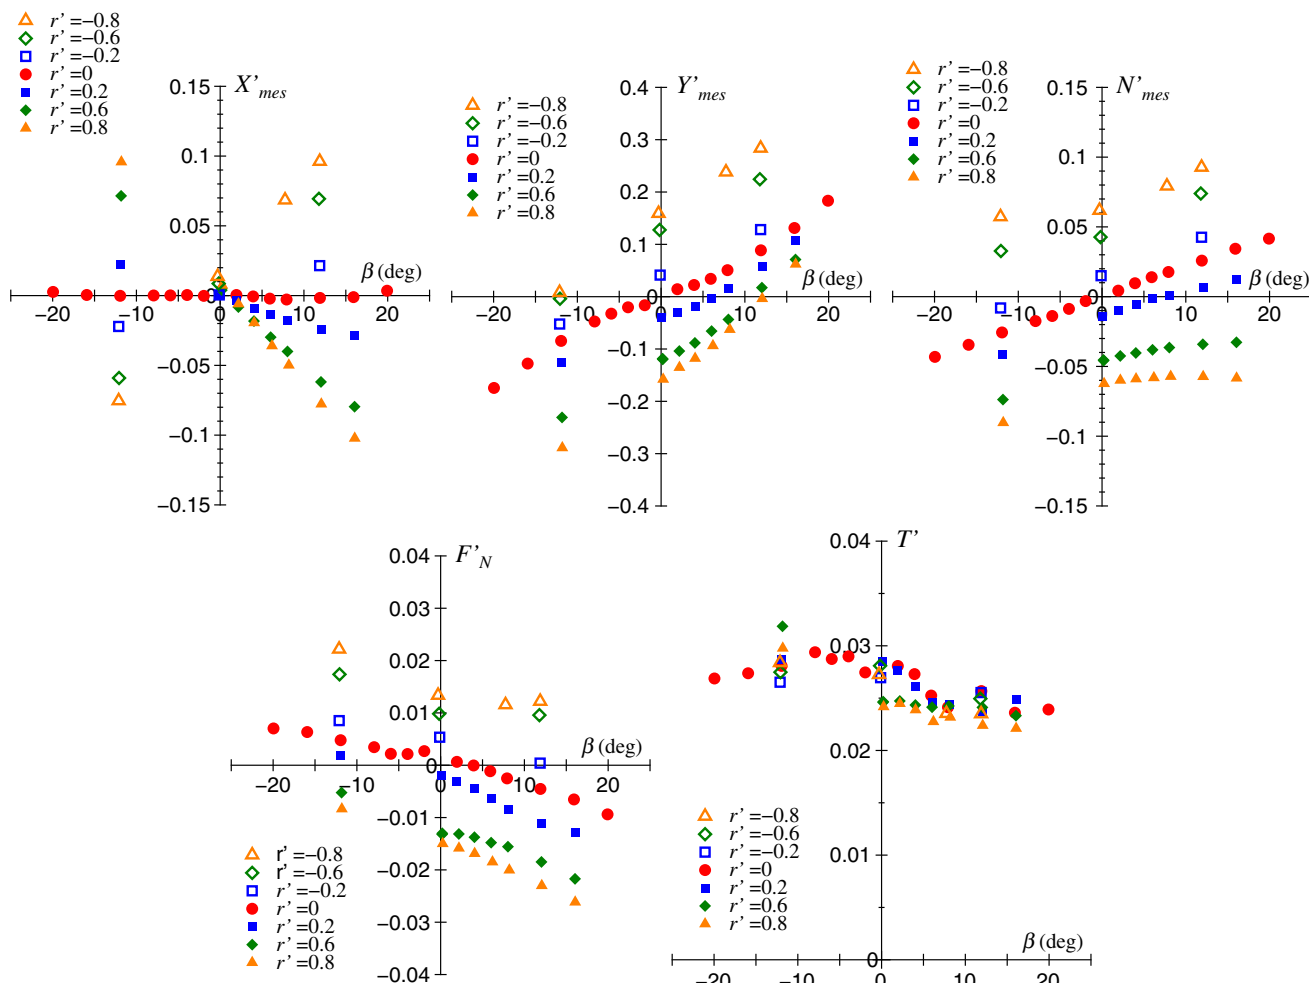 r’ =−0.8
r’ =−0.6
r’ =−0.2
r’ =0
r’ =0.2
r’ =0.6
r’ =0.8
X’mes
0.15
0.1
0.05
β (deg)
−20 −10 0 10 20
−0.05
−0.1
−0.15
r’ =−0.8
r’ =−0.6
r’ =−0.2
r’ =0
r’ =0.2
r’ =0.6
r’ =0.8
Y’mes
0.4
0.3
0.2
0.1
β (deg)
0
−20 −10 0 10 20
−0.1
−0.2
−0.3
−0.4
r’ =−0.8
r’ =−0.6
r’ =−0.2
r’ =0
r’ =0.2
r’ =0.6
r’ =0.8
N’mes
0.15
0.1
0.05
β (deg)
0
−20 −10 0 10 20
−0.05
−0.1
−0.15
F’N
0.04
0.03
0.02
0.01
β (deg)
0
−20 −10 0 10 20
−0.01
−0.02
−0.03
−0.04
r’ =−0.8
r’ =−0.6
r’ =−0.2
r’ =0
r’ =0.2
r’ =0.6
r’ =0.8
T’
0.04
0.03
0.02
0.01
0
r’ =−0.8
r’ =−0.6
r’ =−0.2
r’ =0
r’ =0.2
r’ =0.6
r’ =0.8
β (deg)
−20 −10 0 10 20